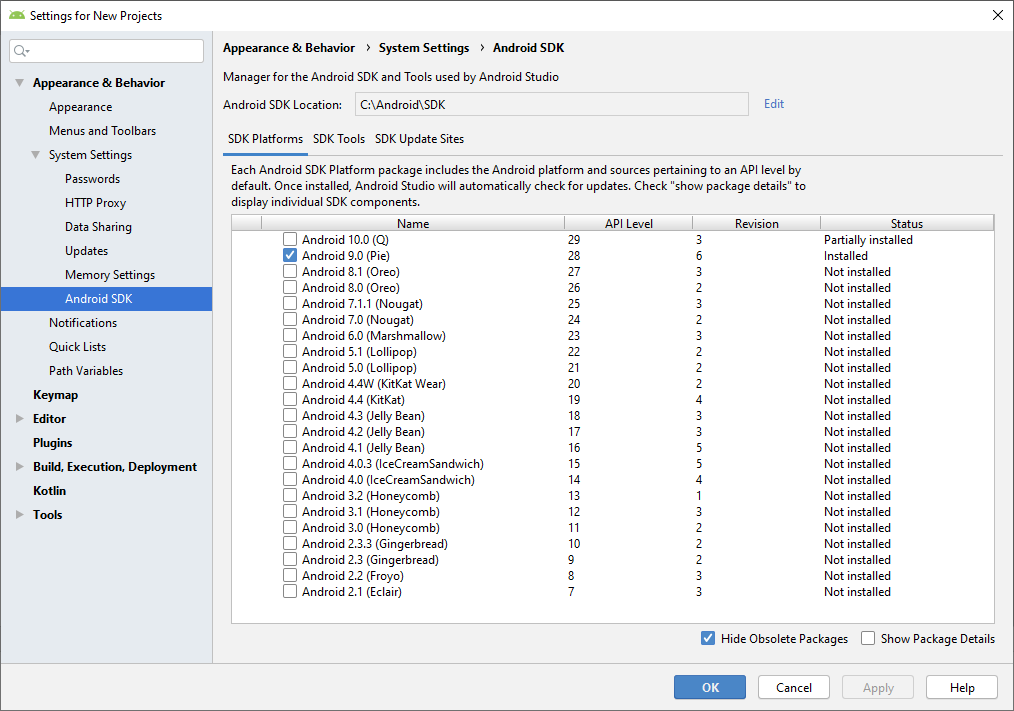 Settings for New Projects
Appearance & Behavior
Appearance
Menus and Toolbars
System Settings
Passwords
HTTP Proxy
Data Sharing
Updates
Memory Settings
Android SDK
Notifications
Quick Lists
Path Variables
Keymap
Editor
Plugins
Build, Execution, Deployment
Kotlin
Tools
Appearance & Behavior › System Settings › Android SDK
Manager for the Android SDK and Tools used by Android Studio
Android SDK Location: C:\Android\SDK Edit
SDK Platforms SDK Tools SDK Update Sites
Each Android SDK Platform package includes the Android platform and sources pertaining to an API level by
default. Once installed, Android Studio will automatically check for updates. Check "show package details" to
display individual SDK components.
Name API Level Revision Status
Android 10.0 (Q) 29 3 Partially installed
Android 9.0 (Pie) 28 6 Installed
Android 8.1 (Oreo) 27 3 Not installed
Android 8.0 (Oreo) 26 2 Not installed
Android 7.1.1 (Nougat) 25 3 Not installed
Android 7.0 (Nougat) 24 2 Not installed
Android 6.0 (Marshmallow) 23 3 Not installed
Android 5.1 (Lollipop) 22 2 Not installed
Android 5.0 (Lollipop) 21 2 Not installed
Android 4.4W (KitKat Wear) 20 2 Not installed
Android 4.4 (KitKat) 19 4 Not installed
Android 4.3 (Jelly Bean) 18 3 Not installed
Android 4.2 (Jelly Bean) 17 3 Not installed
Android 4.1 (Jelly Bean) 16 5 Not installed
Android 4.0.3 (IceCreamSandwich) 15 5 Not installed
Android 4.0 (IceCreamSandwich) 14 4 Not installed
Android 3.2 (Honeycomb) 13 1 Not installed
Android 3.1 (Honeycomb) 12 3 Not installed
Android 3.0 (Honeycomb) 11 2 Not installed
Android 2.3.3 (Gingerbread) 10 2 Not installed
Android 2.3 (Gingerbread) 9 2 Not installed
Android 2.2 (Froyo) 8 3 Not installed
Android 2.1 (Eclair) 7 3 Not installed
Hide Obsolete Packages Show Package Details
OK Cancel Apply Help